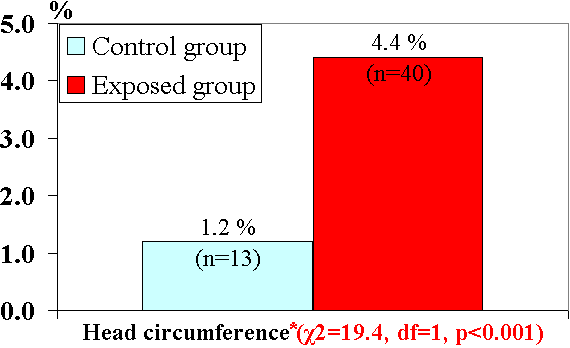 %
5.0
4.0
3.0
2.0
1.0
0.0
Control group
Exposed group
4.4 %
(n=40)
1.2 %
(n=13)
Head circumference*(χ2=19.4, df=1, p<0.001)